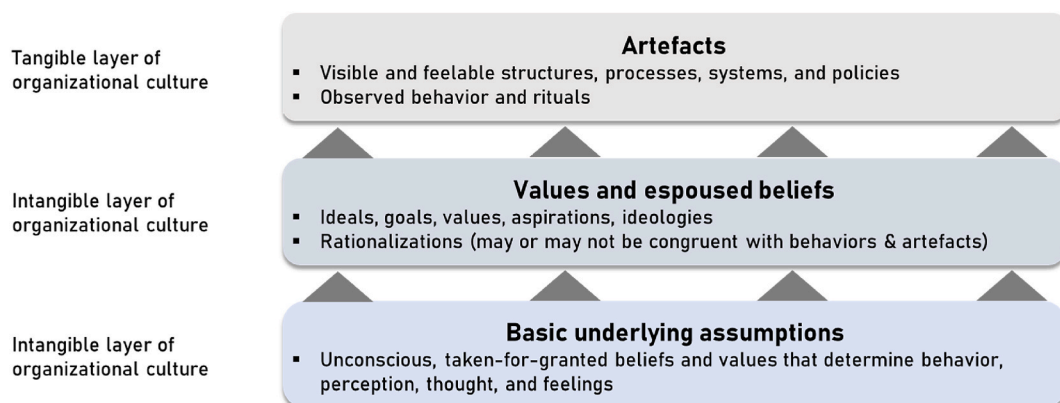 Tangible layer of
organizational culture
Artefacts
▪ Visible and feelable structures, processes, systems, and policies
▪ Observed behavior and rituals
Intangible layer of
organizational culture
Values and espoused beliefs
▪ Ideals, goals, values, aspirations, ideologies
▪ Rationalizations (may or may not be congruent with behaviors & artefacts)
Intangible layer of
organizational culture
Basic underlying assumptions
▪ Unconscious, taken-for-granted beliefs and values that determine behavior,
perception, thought, and feelings